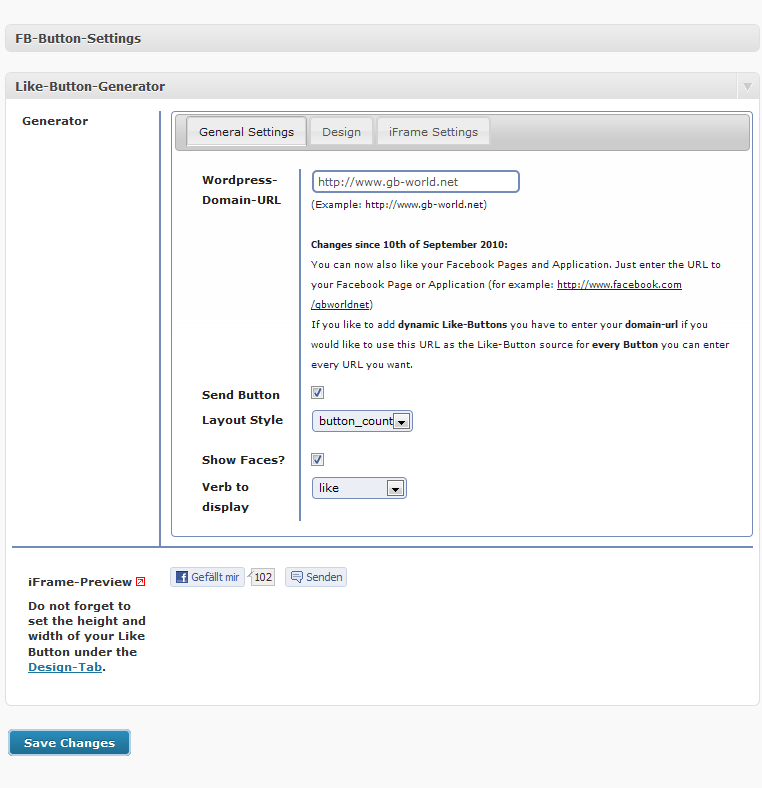 FB-Button-Settings
Like-Button-Generator
Generator
General Settings
Design
iFrame Settings
Wordpress-
Domain-URL
http://www.gb-world.net
(Example: http://www.gb-world.net)
Changes since 10th of September 2010:
You can now also like your Facebook Pages and Application. Just enter the URL to
your Facebook Page or Application (for example: http://www.facebook.com
/gbworldnet)
If you like to add dynamic Like-Buttons you have to enter your domain-url if you
would like to use this URL as the Like-Button source for every Button you can enter
every URL you want.
Send Button
Layout Style
button_count
Show Faces?
Verb to
display
like
iFrame-Preview
Do not forget to
set the height and
width of your Like
Button under the
Design-Tab.
Gefällt mir
102
Senden
Save Changes